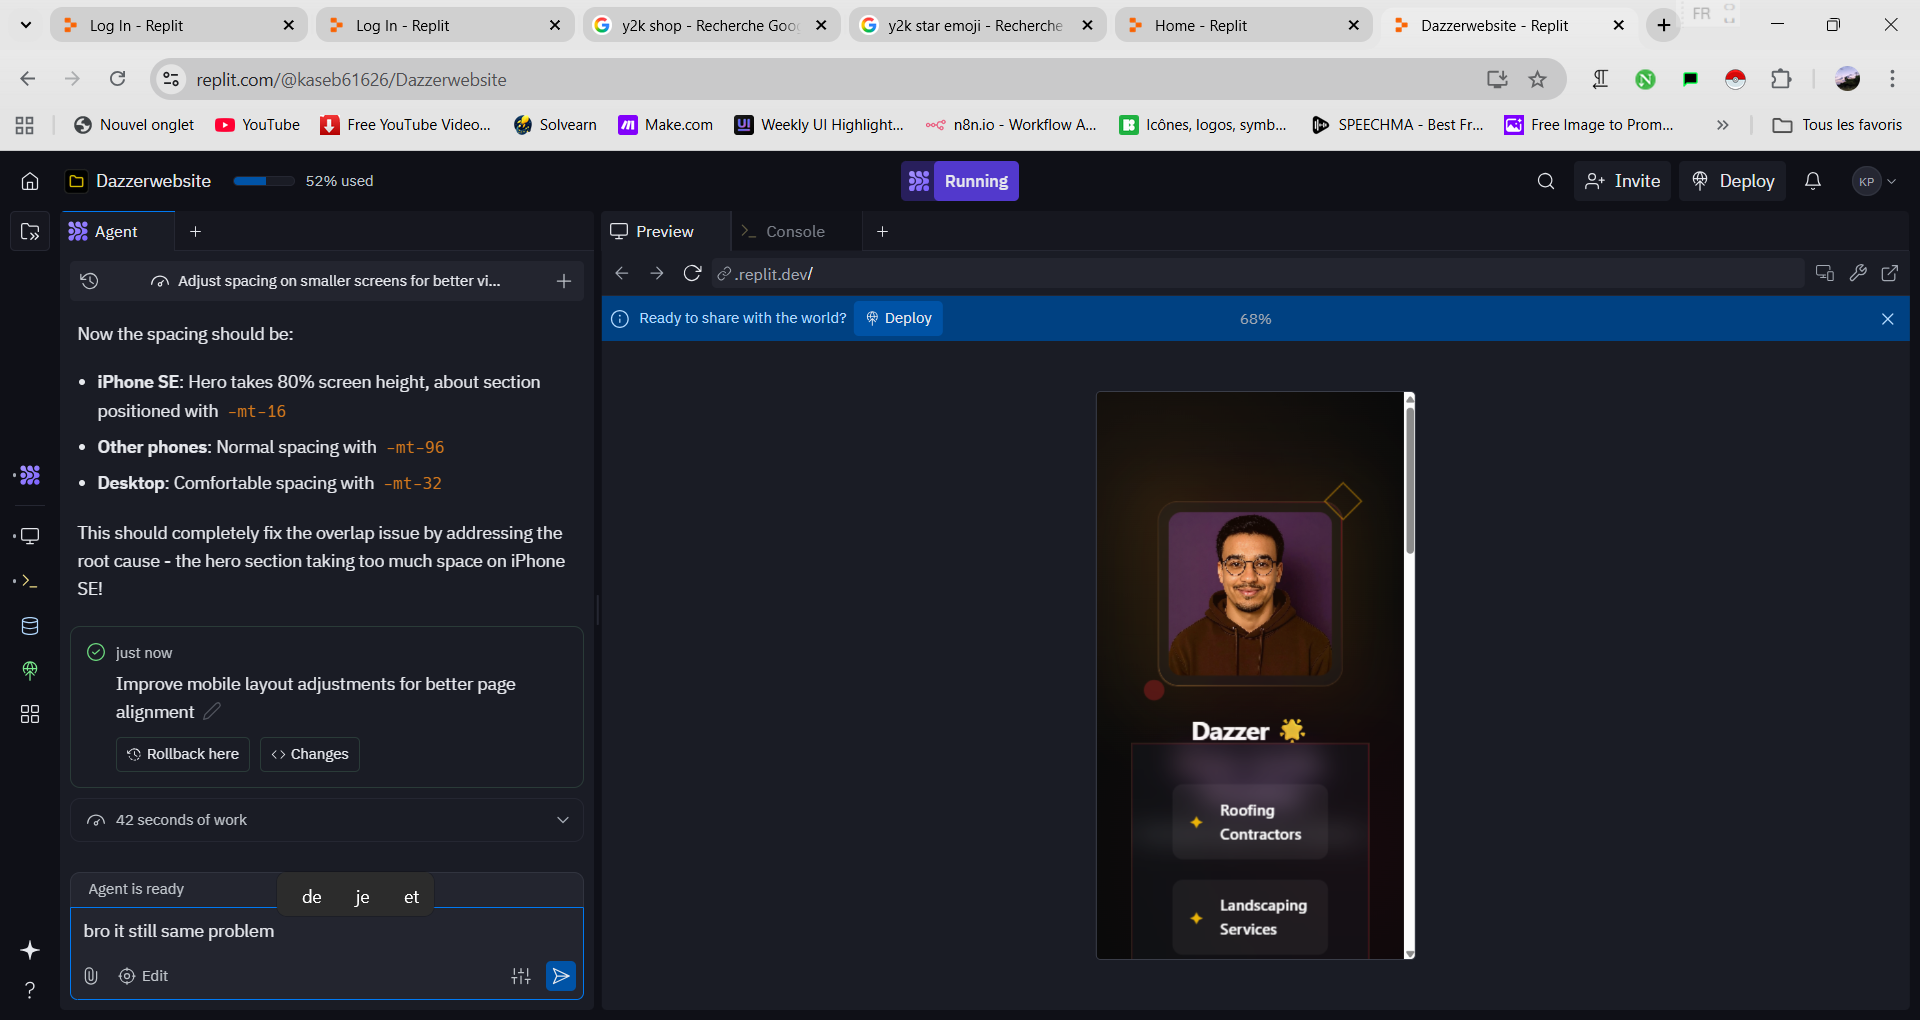 Log In - Replit
Log In - Replit
y2k shop - Recherche Goo
y2k star emoji - Recherche
Home - Replit
Dazzerwebsite - Replit
FR
replit.com/@kaseb61626/Dazzerwebsite
Nouvel onglet
YouTube
Free YouTube Video...
Solvearn
Make.com
Weekly UI Highlight...
n8n.io - Workflow A...
Icônes, logos, symb...
SPEECHMA - Best Fr...
Free Image to Prom...
Tous les favoris
Dazzerwebsite
52% used
Running
Invite
Deploy
KP
Agent
Preview
Console
Adjust spacing on smaller screens for better vi...
.replit.dev/
Ready to share with the world?
Deploy
68%
Now the spacing should be:
• iPhone SE: Hero takes 80% screen height, about section
positioned with -mt-16
• Other phones: Normal spacing with -mt-96
• Desktop: Comfortable spacing with -mt-32
This should completely fix the overlap issue by addressing the
root cause - the hero section taking too much space on iPhone
SE!
just now
Improve mobile layout adjustments for better page
alignment
Rollback here
Changes
42 seconds of work
Agent is ready
de je et
bro it still same problem
Edit
Dazzer
Roofing
Contractors
Landscaping
Services